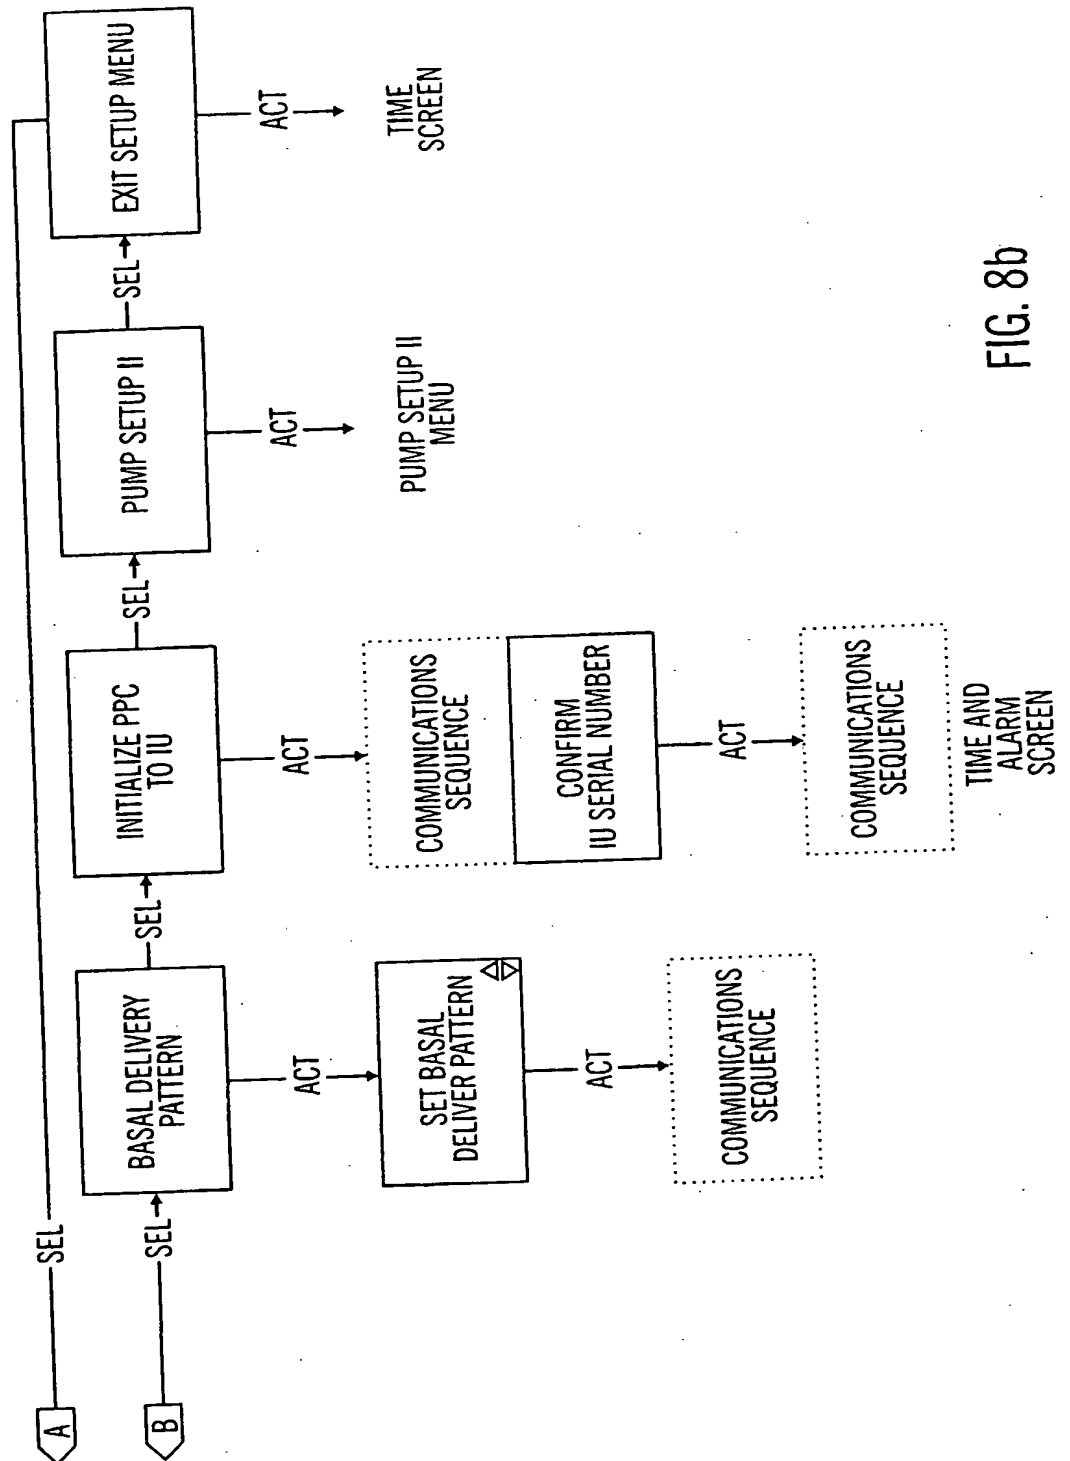 A
SEL
B
SEL
BASAL DELIVERY
PATTERN
SEL
INITIALIZE PPC
TO IU
SEL
PUMP SETUP II
SEL
EXIT SETUP MENU
ACT
SET BASAL
DELIVER PATTERN
ACT
COMMUNICATIONS
SEQUENCE
ACT
COMMUNICATIONS
SEQUENCE
CONFIRM
IU SERIAL NUMBER
ACT
COMMUNICATIONS
SEQUENCE
TIME AND
ALARM
SCREEN
ACT
PUMP SETUP II
MENU
ACT
TIME
SCREEN
FIG. 8b